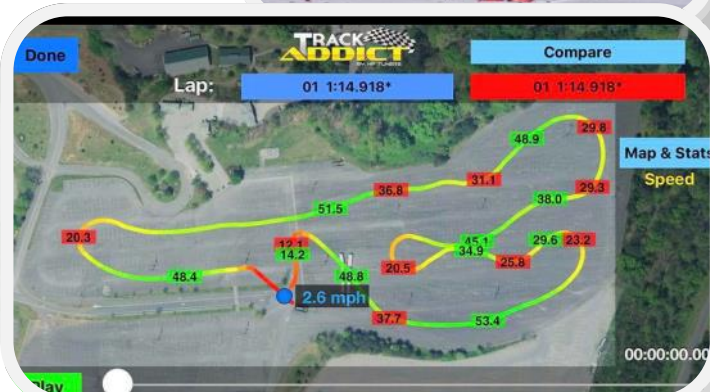 Done
TRACK
ADDICT
BY HP TUNERS
Compare
Lap:
01 1:14.918*
01 1:14.918*
Map & Stats
Speed
29.8
48.9
31.1
36.8
29.3
38.0
51.5
20.3
12.1
14.2
45.1
34.9
29.6
23.2
25.8
20.5
48.4
48.8
2.6 mph
37.7
53.4
00:00:00.00
Play